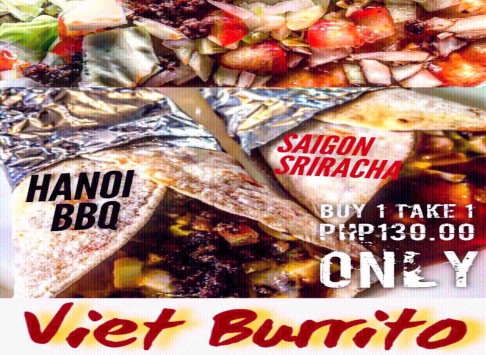 HANOI
BBQ
SAIGON
SRIRACHA
BUY 1 TAKE 1
PHP130.00
ONLY
Viet Burrito